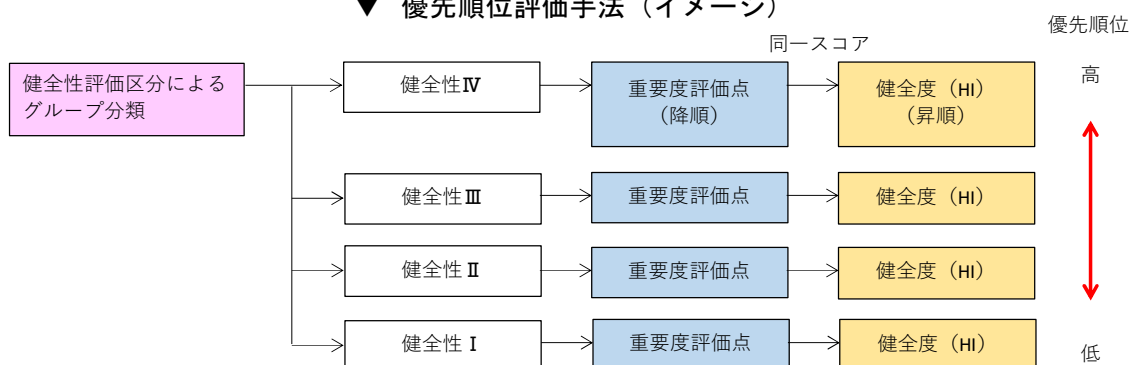 ▼ 優先順位評価手法（イメージ）
優先順位
同一スコア
健全性評価区分による
グループ分類
健全性Ⅳ
重要度評価点
（降順）
健全度（HI）
（昇順）
高
健全性Ⅲ
重要度評価点
健全度（HI）
健全性Ⅱ
重要度評価点
健全度（HI）
健全性Ⅰ
重要度評価点
健全度（HI）
低